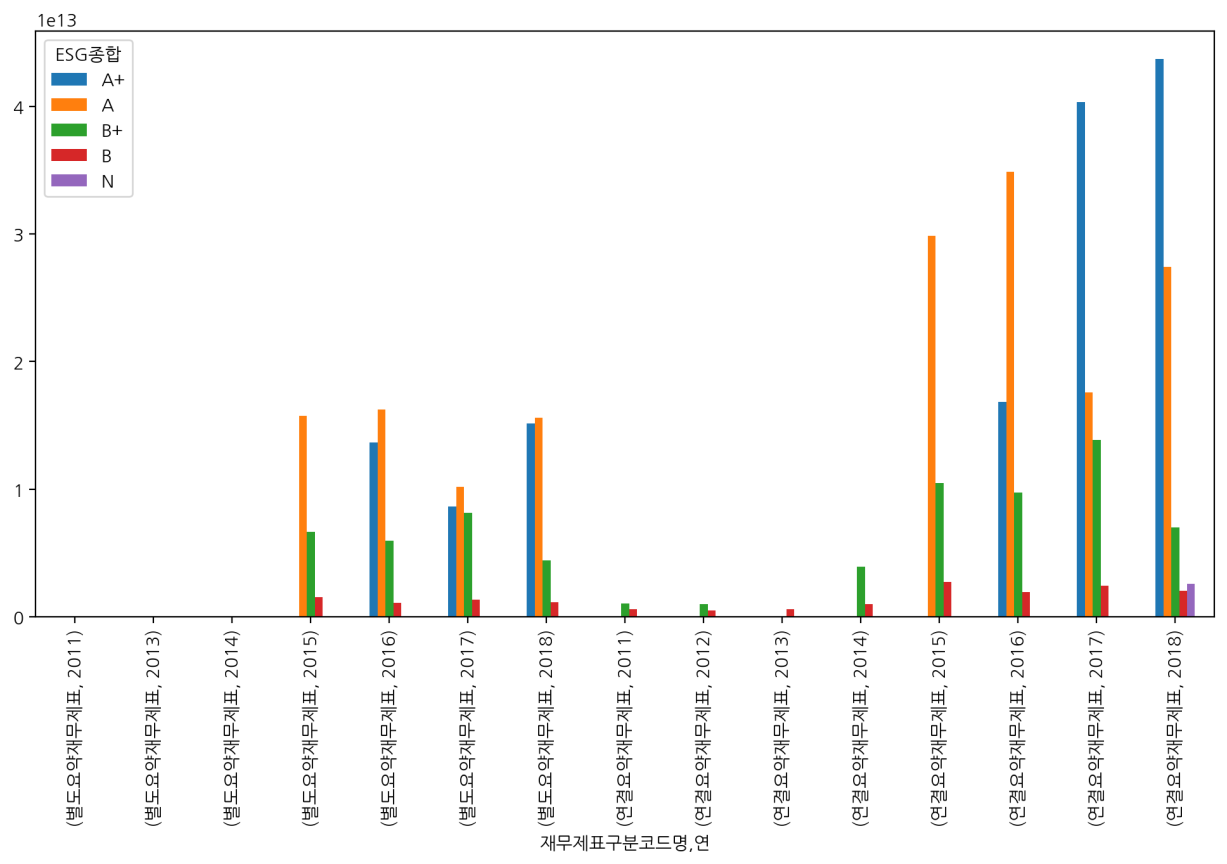 1e13
ESG종합
A+
A
B+
B
N
4
3
2
1
0
(별도요약재무제표, 2011)
(별도요약재무제표, 2013)
(별도요약재무제표, 2014)
(별도요약재무제표, 2015)
(별도요약재무제표, 2016)
(별도요약재무제표, 2017)
(별도요약재무제표, 2018)
(연결요약재무제표, 2011)
(연결요약재무제표, 2012)
(연결요약재무제표, 2013)
(연결요약재무제표, 2014)
(연결요약재무제표, 2015)
(연결요약재무제표, 2016)
(연결요약재무제표, 2017)
(연결요약재무제표, 2018)
재무제표구분코드명,연